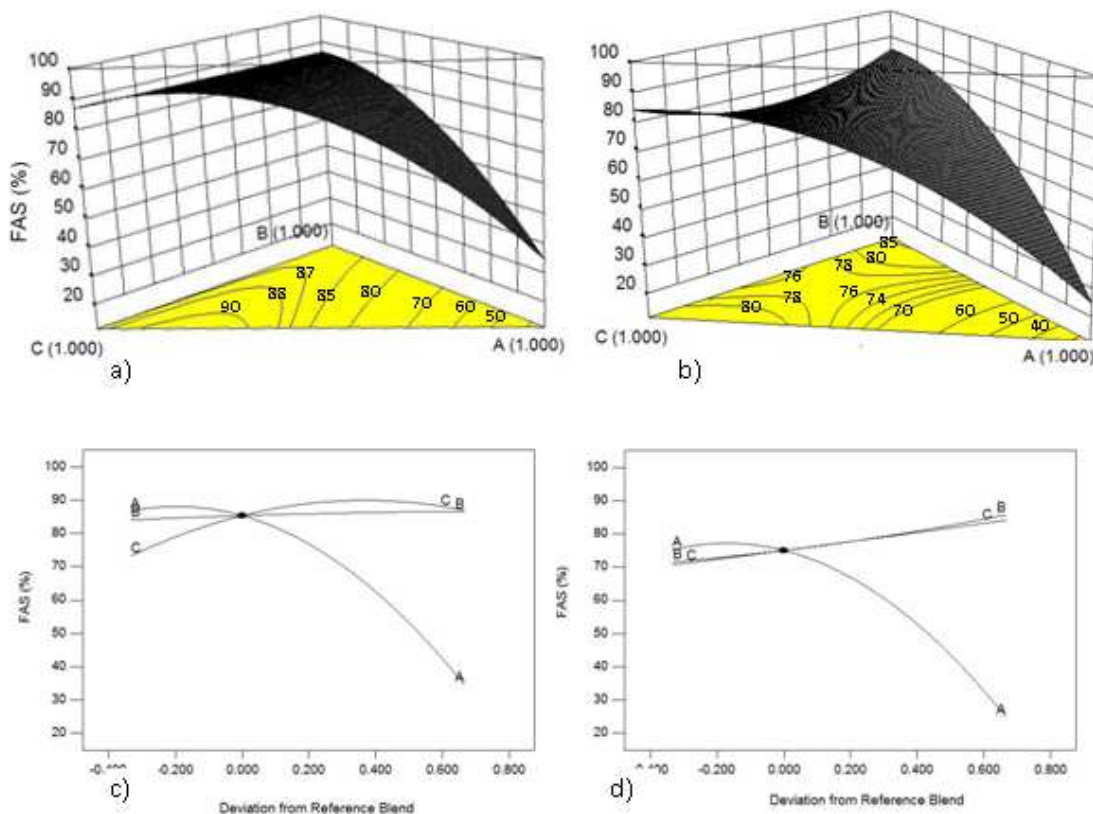 100
90
80
70
60
50
40
30
20
FAS (%)
B (1.000)
87
90
88
85
80
70
60
50
C (1.000)
A (1.000)
a)
100
90
80
70
60
50
40
30
20
B (1,000)
85
80
78
76
76
78
80
74
70
60
50
40
C (1.000)
A (1.000)
b)
100
90
80
70
60
50
40
30
20
FAS (%)
A
B
C
C
B
A
-0.200
0.000
0.200
0.400
0.600
0.800
c)
Deviation from Reference Blend
100
90
80
70
60
50
40
30
20
FAS (%)
A
B
C
C
B
A
-0.200
0.000
0.200
0.400
0.600
0.800
d)
Deviation from Reference Blend